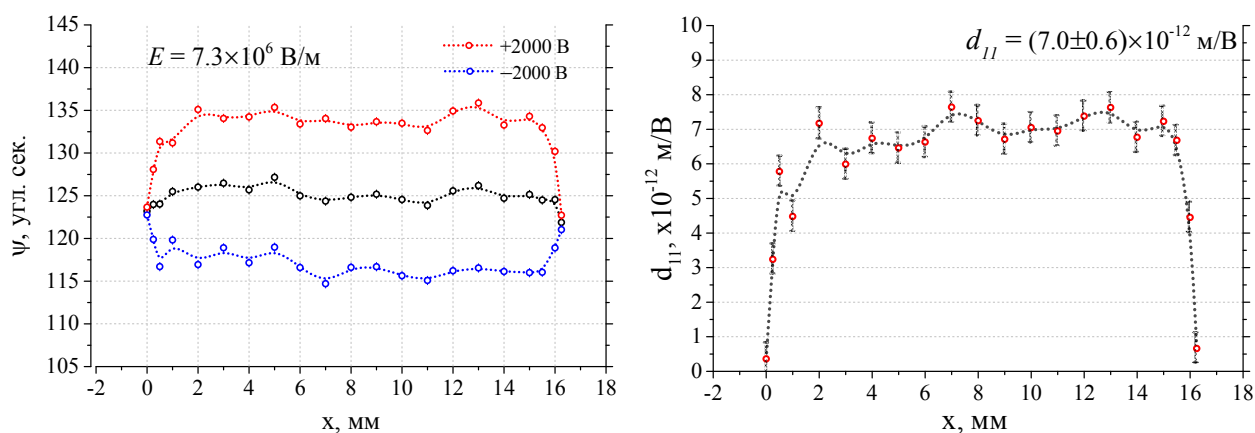 145
140
135
130
125
120
115
110
105
ψ, угл. сек.
E = 7.3×10⁶ В/м
+2000 В
−2000 В
-2 0 2 4 6 8 10 12 14 16 18
x, мм
10
9
8
7
6
5
4
3
2
1
0
d₁₁, x10⁻¹² м/В
d₁₁ = (7.0±0.6)×10⁻¹² м/В
-2 0 2 4 6 8 10 12 14 16 18
x, мм